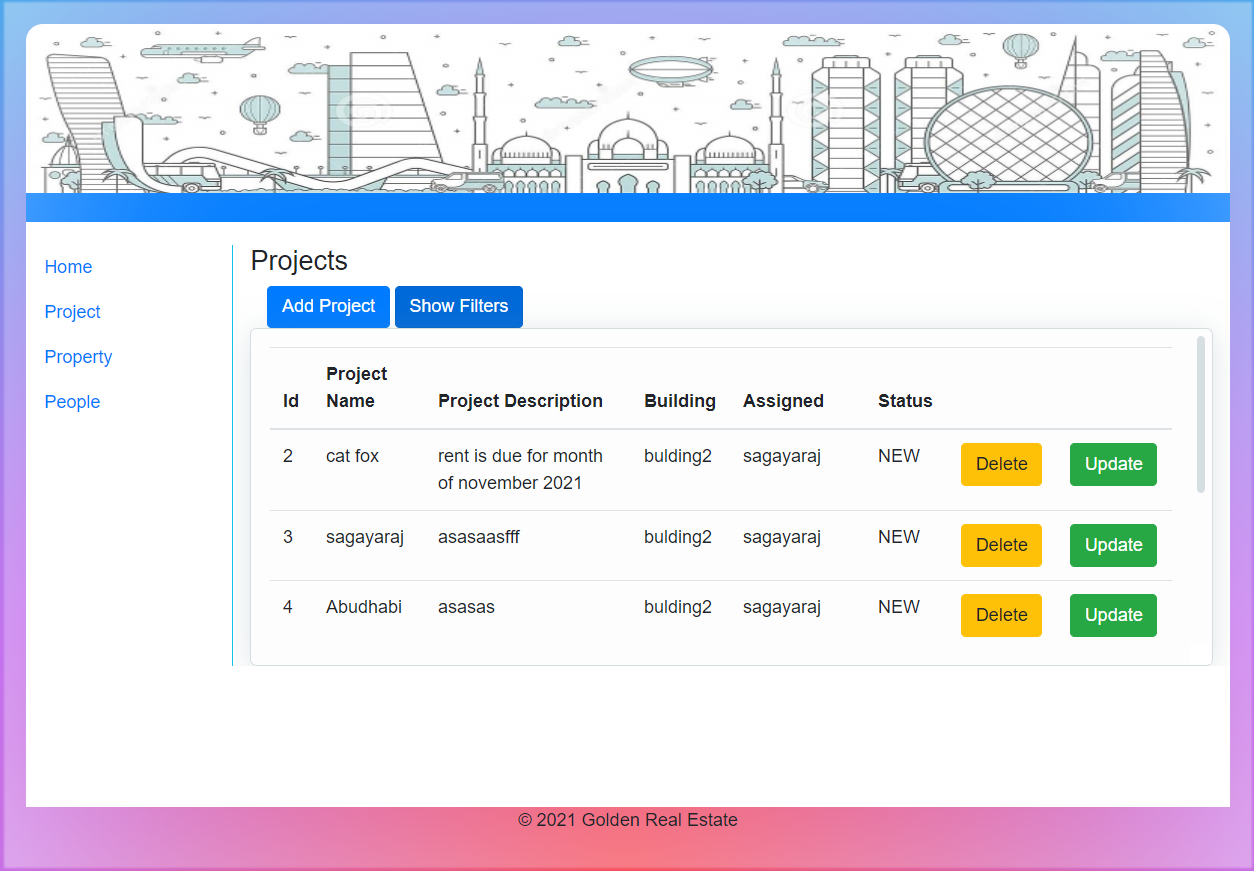 Home
Project
Property
People
Projects
Add Project Show Filters
Id Project Name Project Description Building Assigned Status
2 cat fox rent is due for month bulding2 sagayaraj NEW Delete Update
of november 2021
3 sagayaraj asasaasfff bulding2 sagayaraj NEW Delete Update
4 Abudhabi asasas bulding2 sagayaraj NEW Delete Update
© 2021 Golden Real Estate